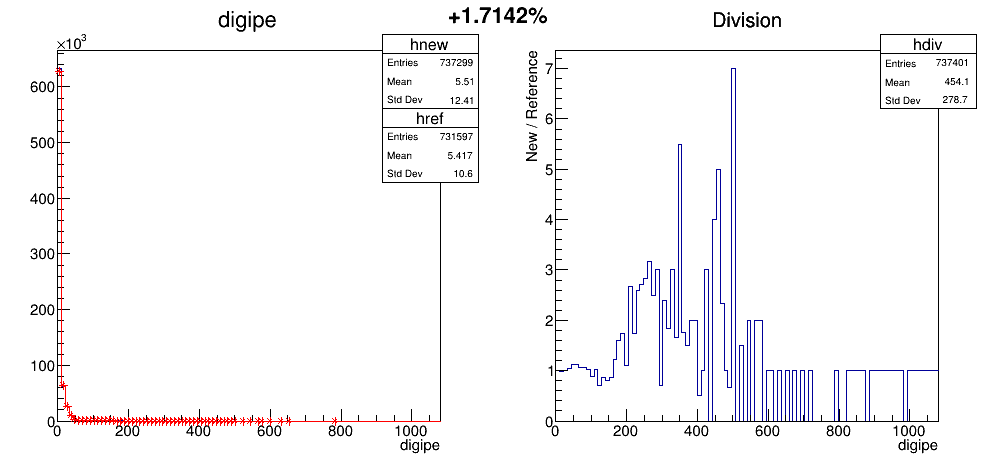 +1.7142%
digipe
×10³
hnew
Entries 737299
Mean 5.51
Std Dev 12.41
href
Entries 731597
Mean 5.417
Std Dev 10.6
600
500
400
300
200
100
0
0 200 400 600 800 1000
digipe
Division
hdiv
Entries 737401
Mean 454.1
Std Dev 278.7
New / Reference
7
6
5
4
3
2
1
0
0 200 400 600 800 1000
digipe